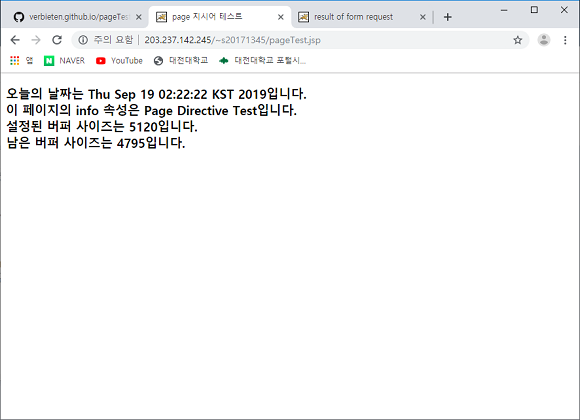 verbieten.github.io/pageTes
page 지시어 테스트
result of form request
주의 요함
203.237.142.245/~s20171345/pageTest.jsp
앱
NAVER
YouTube
대전대학교
대전대학교 포털시...
오늘의 날짜는 Thu Sep 19 02:22:22 KST 2019입니다.
이 페이지의 info 속성은 Page Directive Test입니다.
설정된 버퍼 사이즈는 5120입니다.
남은 버퍼 사이즈는 4795입니다.